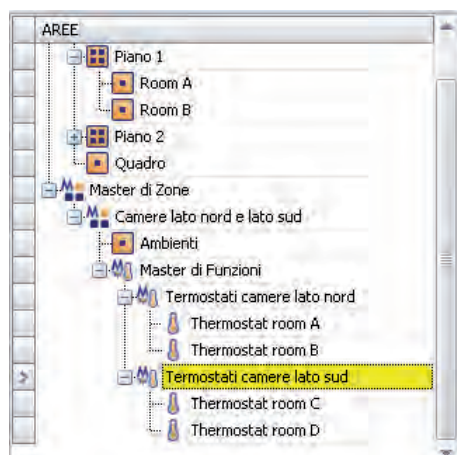 AREE
Piano 1
Room A
Room B
Piano 2
Quadro
Master di Zone
Camere lato nord e lato sud
Ambienti
Master di Funzioni
Termostati camere lato nord
Thermostat room A
Thermostat room B
Termostati camere lato sud
Thermostat room C
Thermostat room D